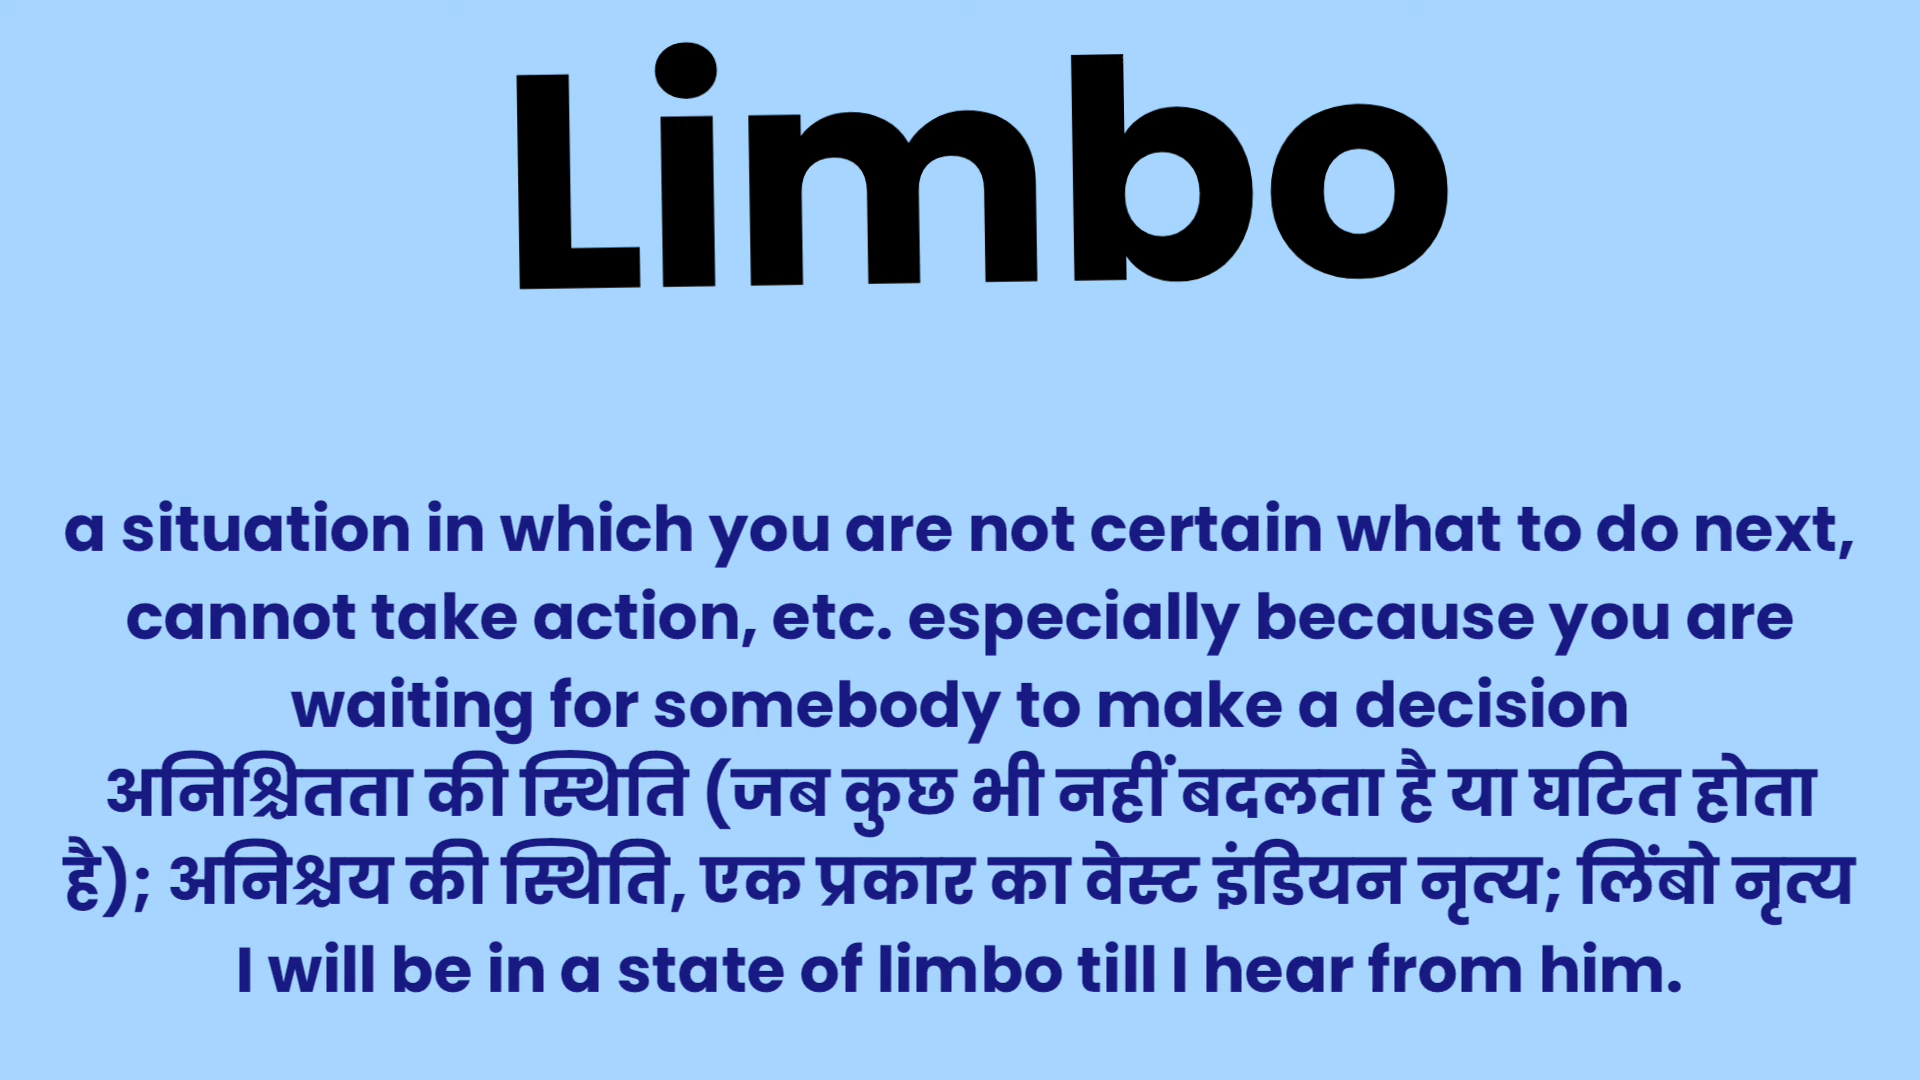 Limbo
a situation in which you are not certain what to do next,
cannot take action, etc. especially because you are
waiting for somebody to make a decision
अनिश्चितता की स्थिति (जब कुछ भी नहीं बदलता है या घटित होता
है); अनिश्चय की स्थिति, एक प्रकार का वेस्ट इंडियन नृत्य; लिंबो नृत्य
I will be in a state of limbo till I hear from him.